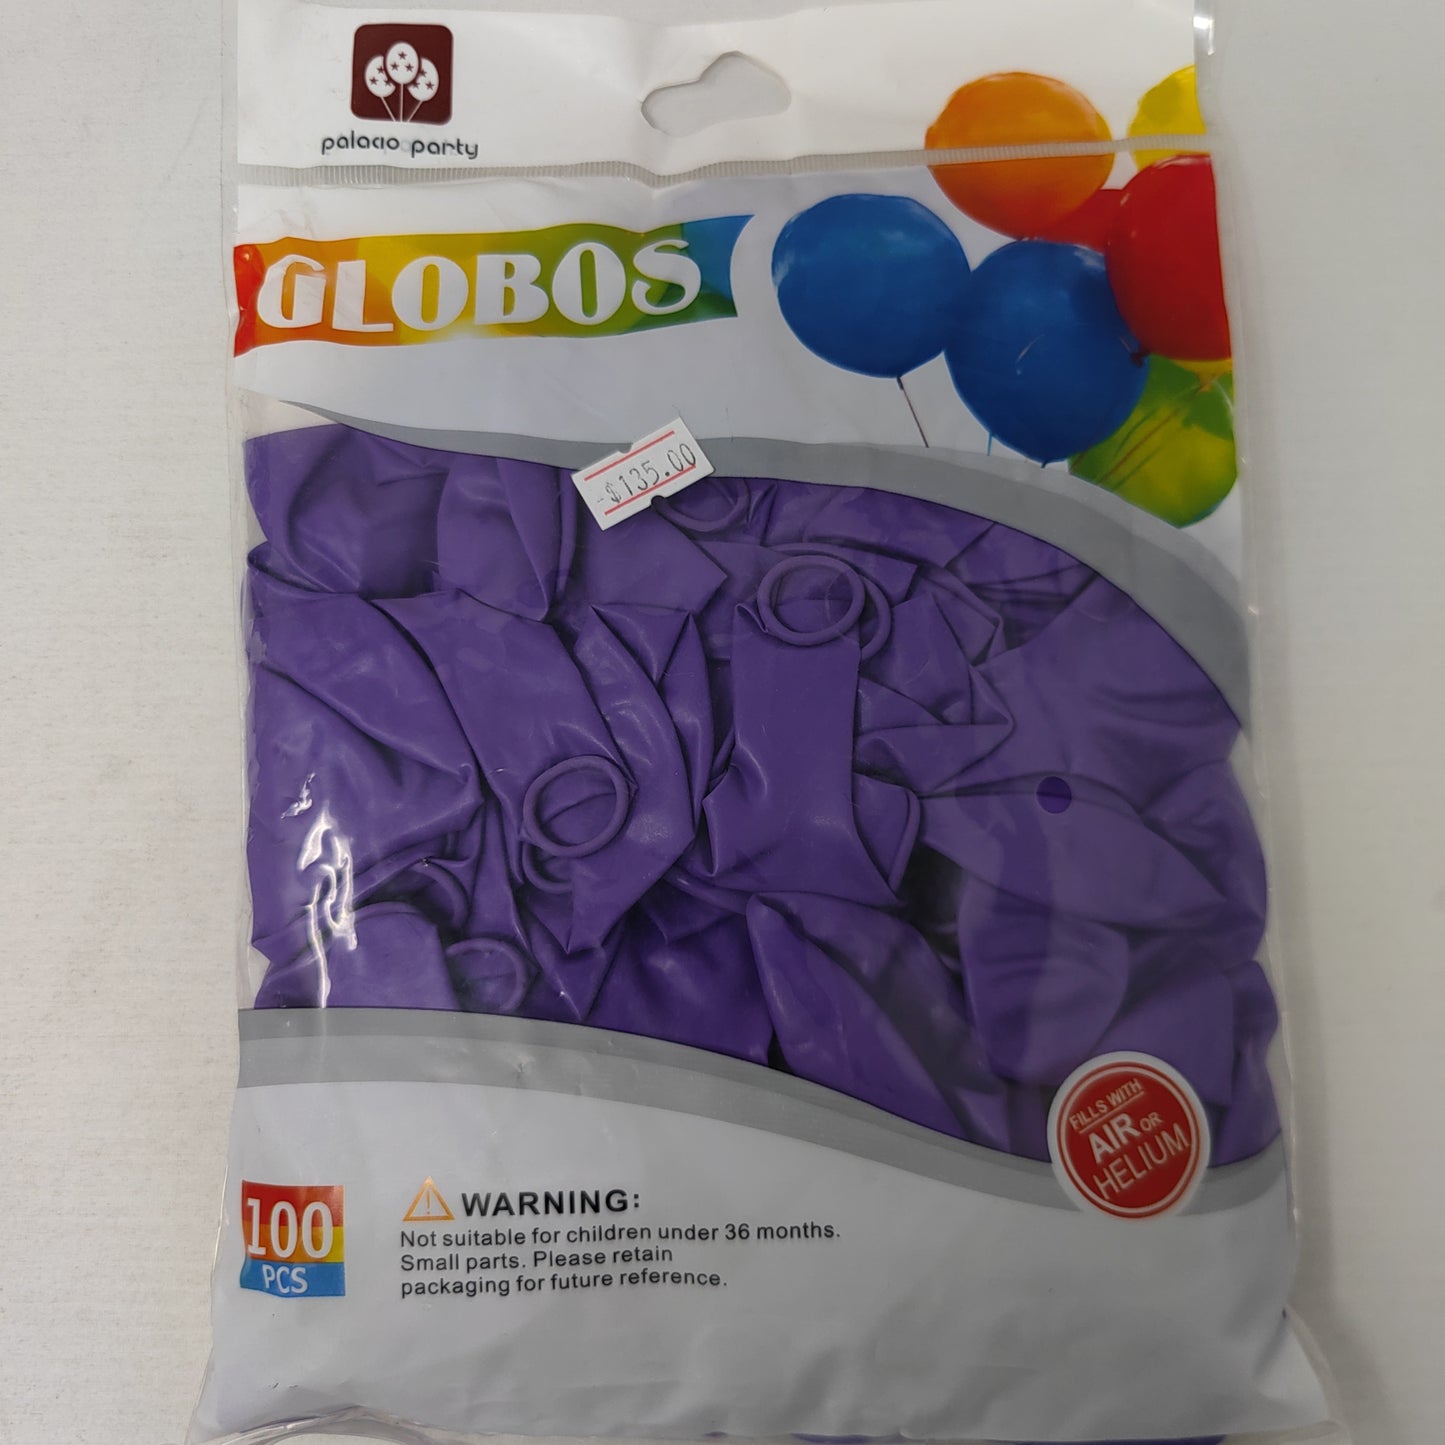 palacio party
GLOBOS
-$135.00
FILLS WITH
AIR OR
HELIUM
100
PCS
WARNING:
Not suitable for children under 36 months.
Small parts. Please retain
packaging for future reference.